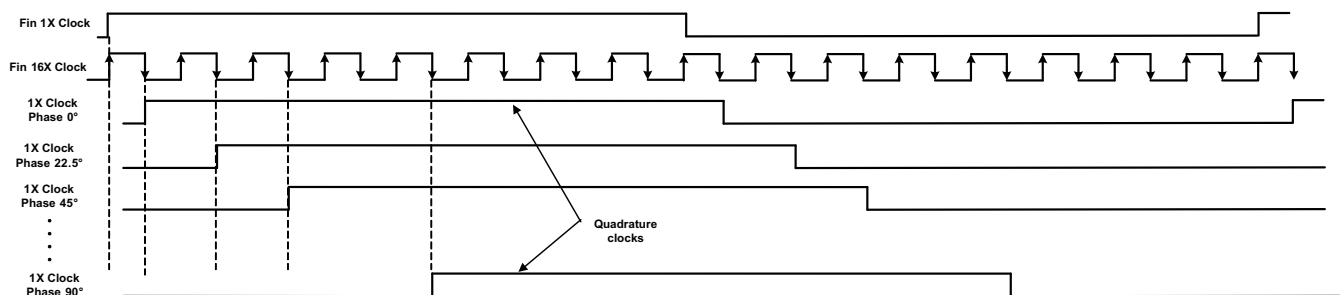 Fin 1X Clock
Fin 16X Clock
1X Clock
Phase 0°
1X Clock
Phase 22.5°
1X Clock
Phase 45°
Quadrature
clocks
1X Clock
Phase 90°